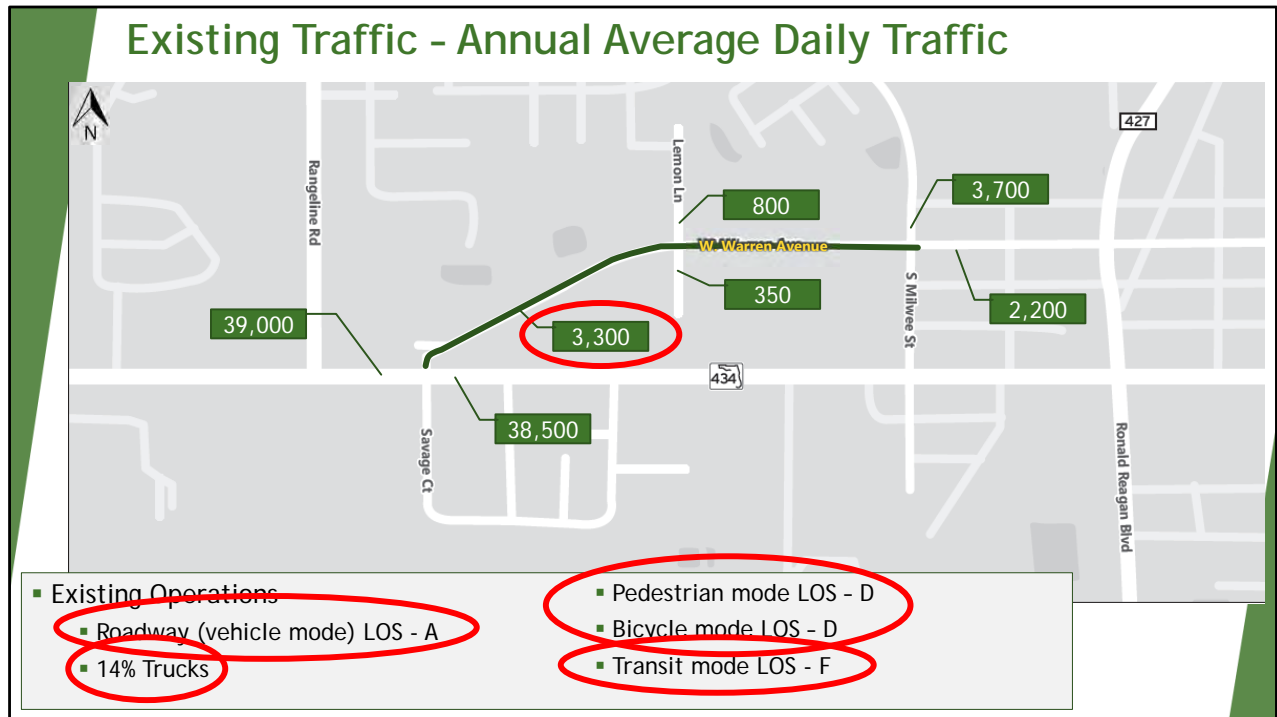 Existing Traffic – Annual Average Daily Traffic
N
427
Rangeline Rd
Lemon Ln
800
3,700
W. Warren Avenue
350
S Milwee St
2,200
39,000
3,300
434
38,500
Savage Ct
Ronald Reagan Blvd
▪ Existing Operations
▪ Roadway (vehicle mode) LOS - A
▪ 14% Trucks
▪ Pedestrian mode LOS – D
▪ Bicycle mode LOS – D
▪ Transit mode LOS - F